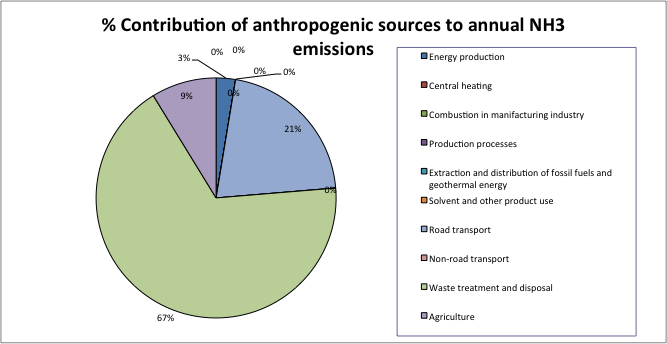 % Contribution of anthropogenic sources to annual NH3
emissions
3%
0%
0%
0%
0%
0%
9%
21%
0%
67%
Energy production
Central heating
Combustion in manifacturing industry
Production processes
Extraction and distribution of fossil fuels and
geothermal energy
Solvent and other product use
Road transport
Non-road transport
Waste treatment and disposal
Agriculture